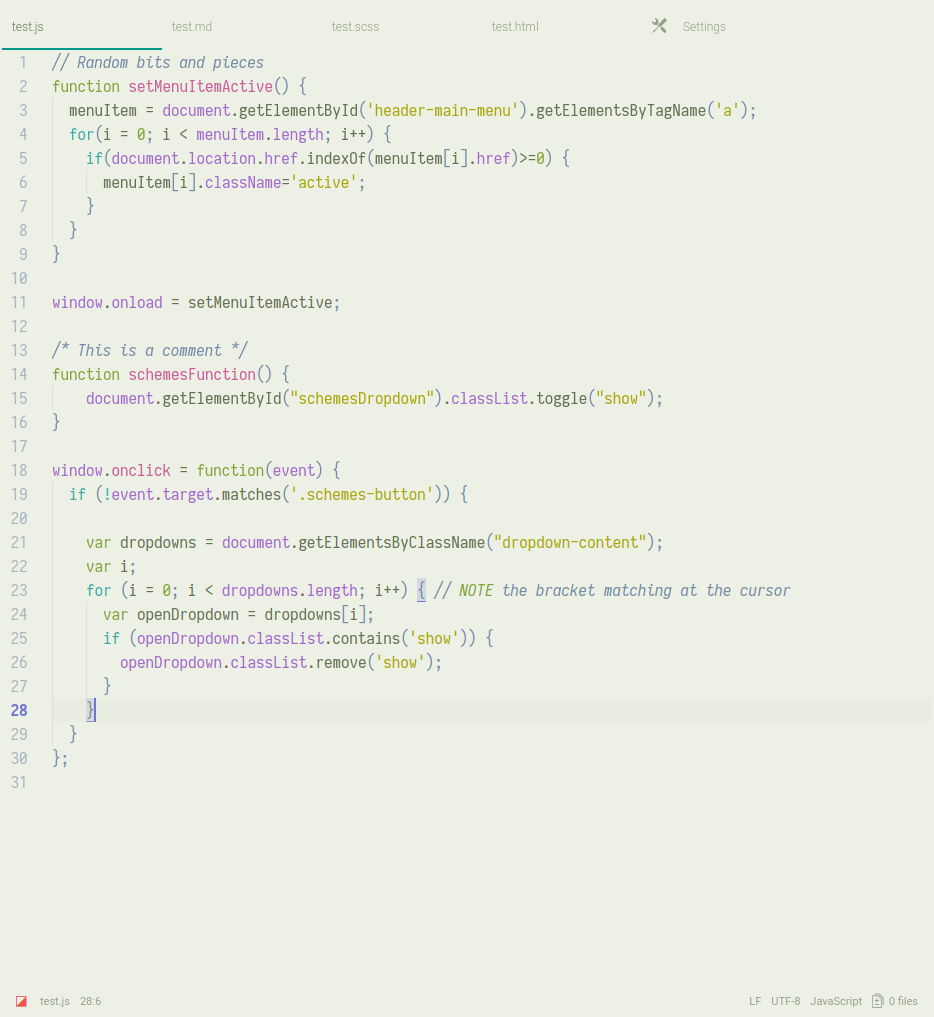 test.js test.md test.scss test.html Settings
1 // Random bits and pieces
2 function setMenuItemActive() {
3   menuItem = document.getElementById('header-main-menu').getElementsByTagName('a');
4   for(i = 0; i < menuItem.length; i++) {
5     if(document.location.href.indexOf(menuItem[i].href)>=0) {
6       menuItem[i].className='active';
7     }
8   }
9 }
10
11 window.onload = setMenuItemActive;
12
13 /* This is a comment */
14 function schemesFunction() {
15     document.getElementById("schemesDropdown").classList.toggle("show");
16 }
17
18 window.onclick = function(event) {
19   if (!event.target.matches('.schemes-button')) {
20
21     var dropdowns = document.getElementsByClassName("dropdown-content");
22     var i;
23     for (i = 0; i < dropdowns.length; i++) { // NOTE the bracket matching at the cursor
24       var openDropdown = dropdowns[i];
25       if (openDropdown.classList.contains('show')) {
26         openDropdown.classList.remove('show');
27       }
28     }
29   }
30 };
31
test.js 28:6 LF UTF-8 JavaScript 0 files